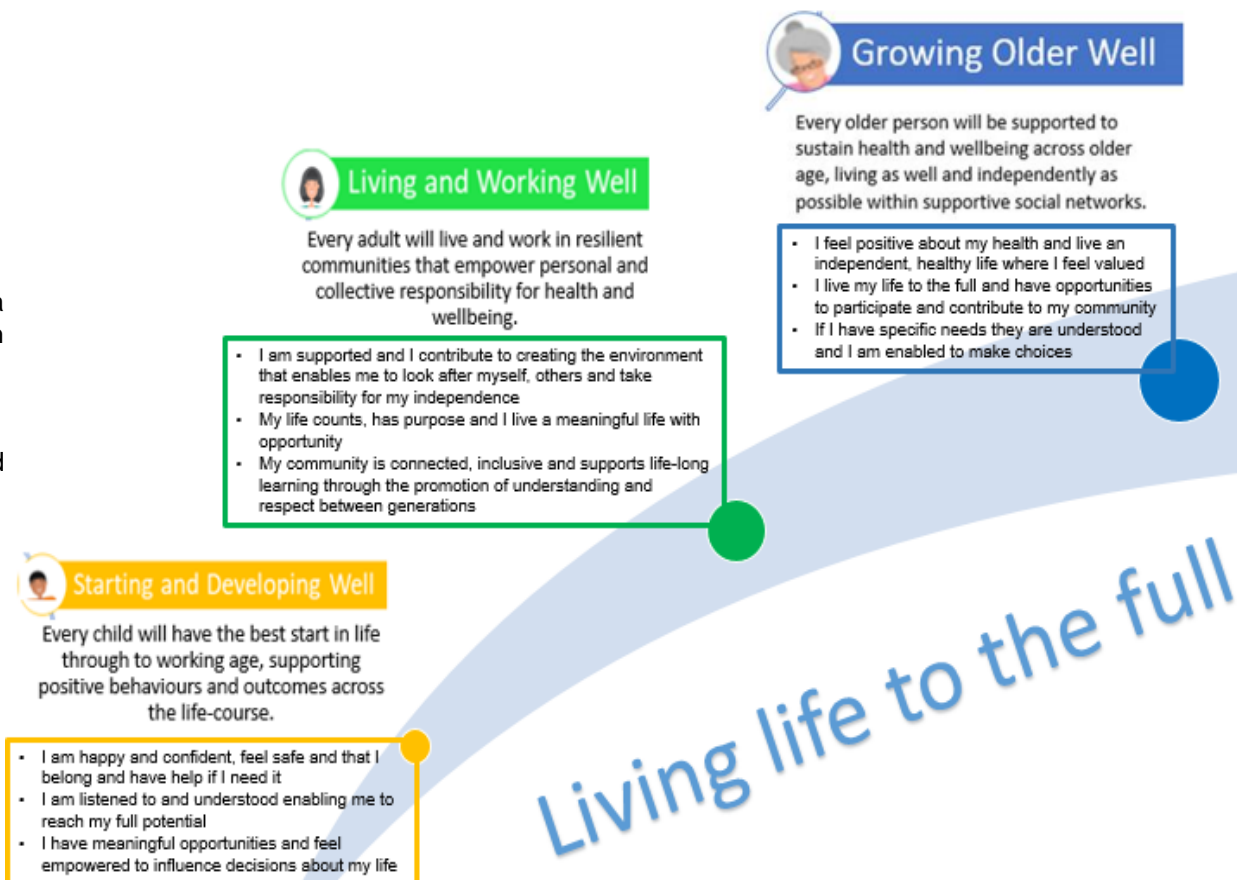 Growing Older Well
Every older person will be supported to
sustain health and wellbeing across older
age, living as well and independently as
possible within supportive social networks.
▪ I feel positive about my health and live an
independent, healthy life where I feel valued
▪ I live my life to the full and have opportunities
to participate and contribute to my community
▪ If I have specific needs they are understood
and I am enabled to make choices
Living and Working Well
Every adult will live and work in resilient
communities that empower personal and
collective responsibility for health and
wellbeing.
▪ I am supported and I contribute to creating the environment
that enables me to look after myself, others and take
responsibility for my independence
▪ My life counts, has purpose and I live a meaningful life with
opportunity
▪ My community is connected, inclusive and supports life-long
learning through the promotion of understanding and
respect between generations
Starting and Developing Well
Every child will have the best start in life
through to working age, supporting
positive behaviours and outcomes across
the life-course.
▪ I am happy and confident, feel safe and that I
belong and have help if I need it
▪ I am listened to and understood enabling me to
reach my full potential
▪ I have meaningful opportunities and feel
empowered to influence decisions about my life
Living life to the full